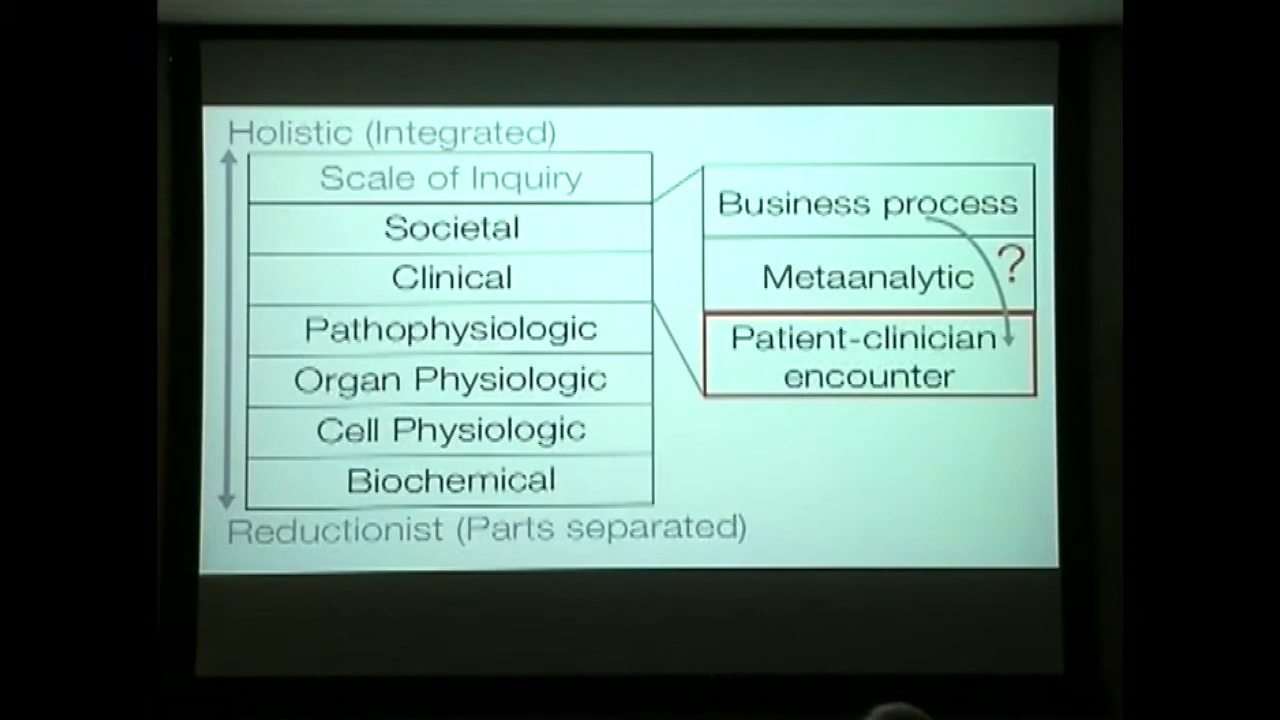 Holistic (Integrated)
Scale of Inquiry
Societal
Clinical
Pathophysiologic
Organ Physiologic
Cell Physiologic
Biochemical
Reductionist (Parts separated)
Business process
Metaanalytic
?
Patient-clinician
encounter